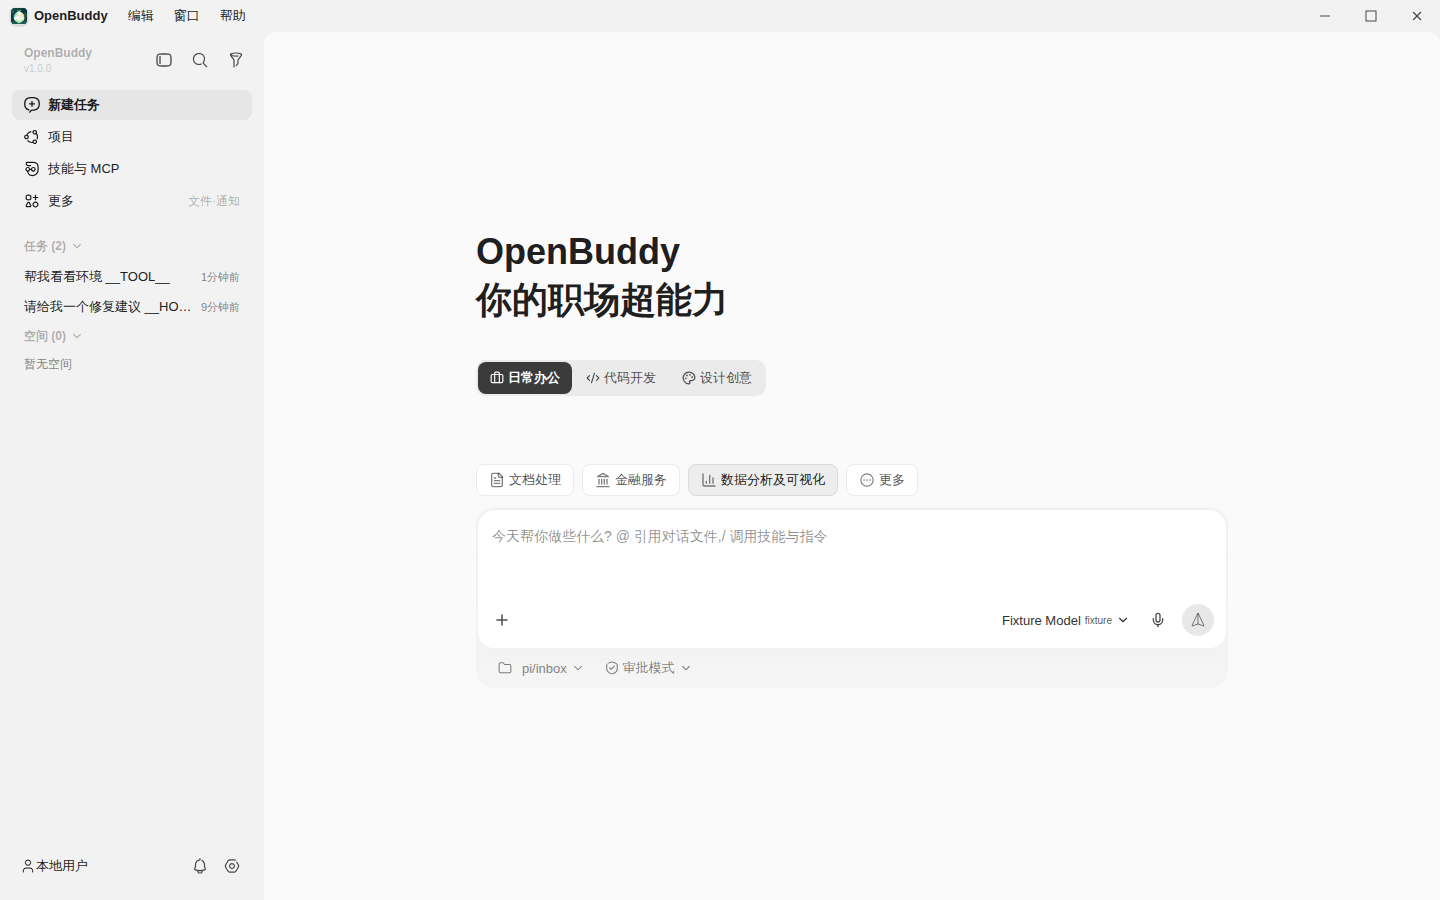 OpenBuddy 编辑 窗口 帮助
OpenBuddy
v1.0.0
新建任务
项目
技能与 MCP
更多 文件·通知
任务 (2)
帮我看看环境 __TOOL__ 1分钟前
请给我一个修复建议 __HO... 9分钟前
空间 (0)
暂无空间
本地用户
OpenBuddy
你的职场超能力
日常办公 代码开发 设计创意
文档处理 金融服务 数据分析及可视化 更多
今天帮你做些什么? @ 引用对话文件,/ 调用技能与指令
Fixture Model fixture
pi/inbox 审批模式